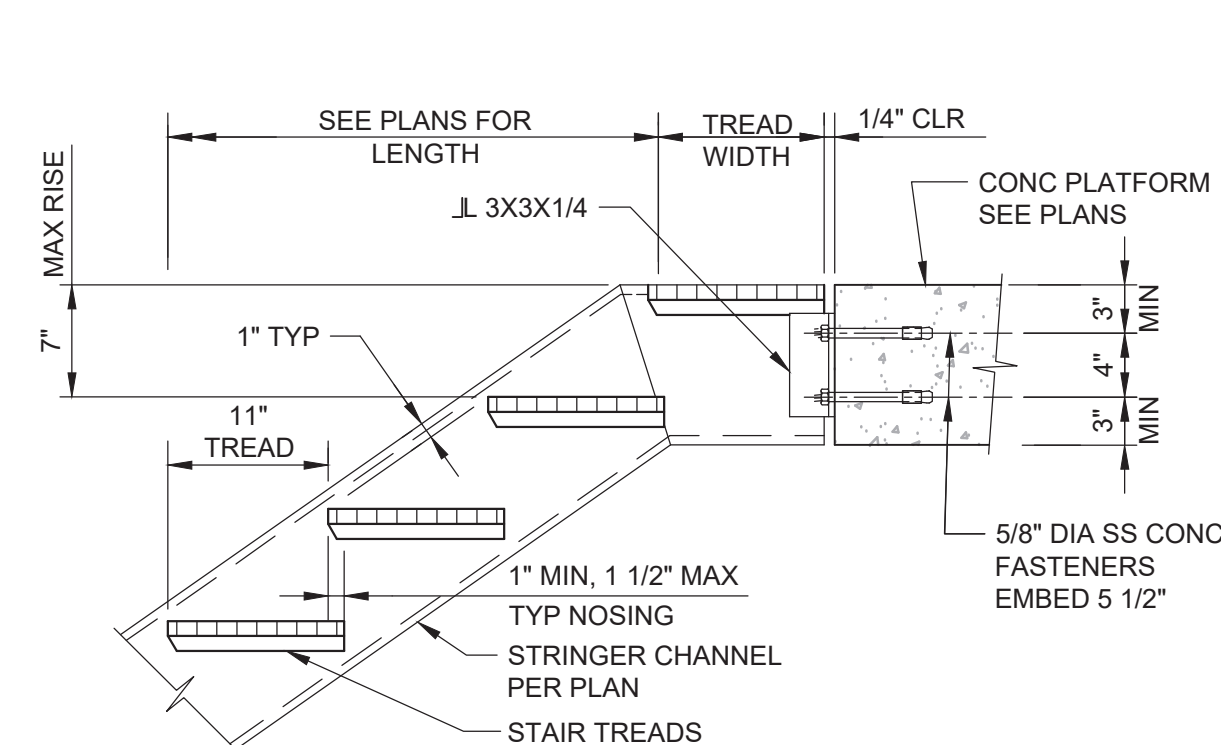 SEE PLANS FOR
LENGTH
TREAD
WIDTH
1/4" CLR
MAX RISE
7"
⅃L 3X3X1/4
CONC PLATFORM
SEE PLANS
3"
MIN
4"
3"
MIN
1" TYP
11"
TREAD
5/8" DIA SS CONC
FASTENERS
EMBED 5 1/2"
1" MIN, 1 1/2" MAX
TYP NOSING
STRINGER CHANNEL
PER PLAN
STAIR TREADS